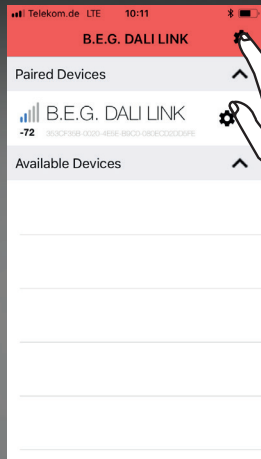 Telekom.de LTE 10:11
B.E.G. DALI LINK
Paired Devices
B.E.G. DALI LINK
-72
Available Devices